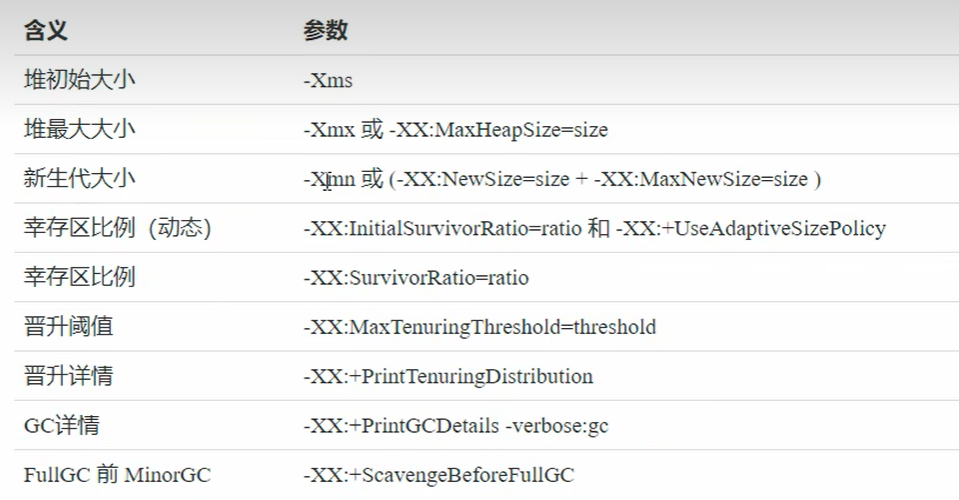 含义 参数
堆初始大小 -Xms
堆最大大小 -Xmx 或 -XX:MaxHeapSize=size
新生代大小 -Xmn 或 (-XX:NewSize=size + -XX:MaxNewSize=size )
幸存区比例（动态） -XX:InitialSurvivorRatio=ratio 和 -XX:+UseAdaptiveSizePolicy
幸存区比例 -XX:SurvivorRatio=ratio
晋升阈值 -XX:MaxTenuringThreshold=threshold
晋升详情 -XX:+PrintTenuringDistribution
GC详情 -XX:+PrintGCDetails -verbose:gc
FullGC 前 MinorGC -XX:+ScavengeBeforeFullGC